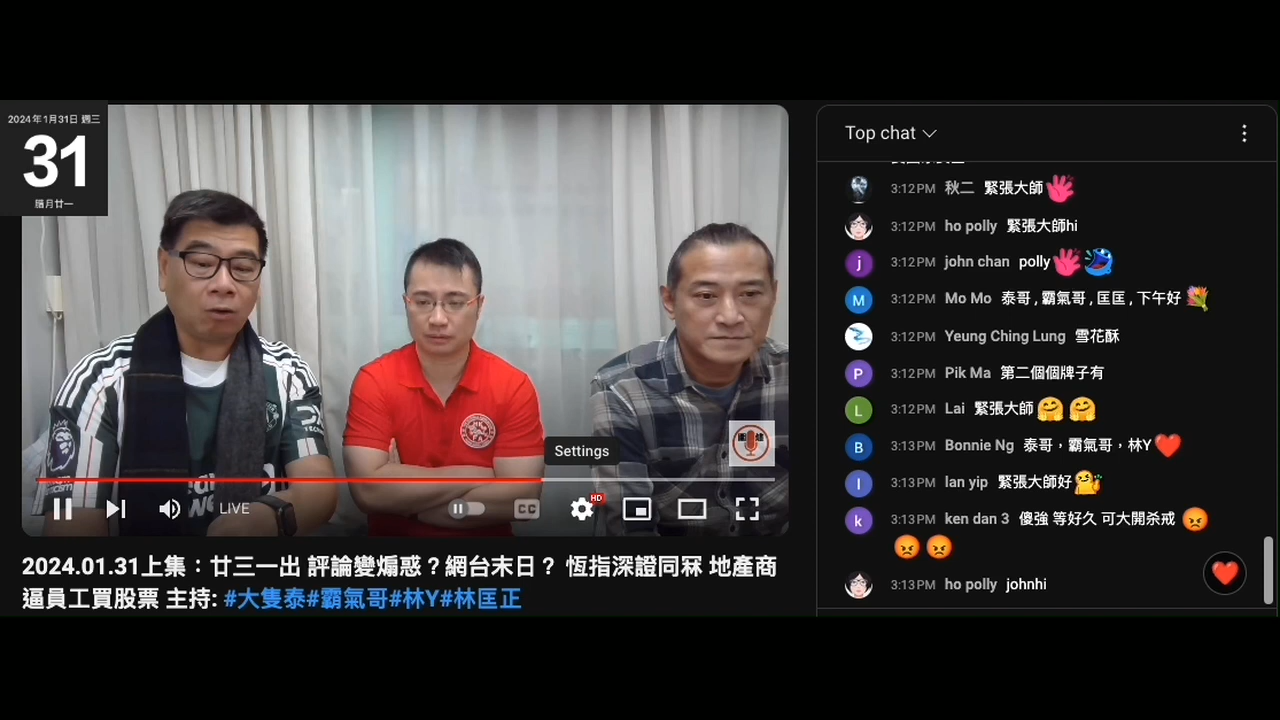 2024年1月31日 週三
31
臘月廿一
Settings
LIVE
CC
HD
2024.01.31上集：廿三一出 評論變煽惑？網台末日？ 恆指深證同冧 地產商
逼員工買股票 主持: #大隻泰#霸氣哥#林Y#林匡正
Top chat
3:12PM 秋二 緊張大師
3:12PM ho polly 緊張大師hi
j 3:12PM john chan polly
M 3:12PM Mo Mo 泰哥 , 霸氣哥 , 匡匡 , 下午好
3:12PM Yeung Ching Lung 雪花酥
P 3:12PM Pik Ma 第二個個牌子有
L 3:12PM Lai 緊張大師
B 3:13PM Bonnie Ng 泰哥，霸氣哥，林Y
I 3:13PM Ian yip 緊張大師好
k 3:13PM ken dan 3 傻強 等好久 可大開杀戒
3:13PM ho polly johnhi